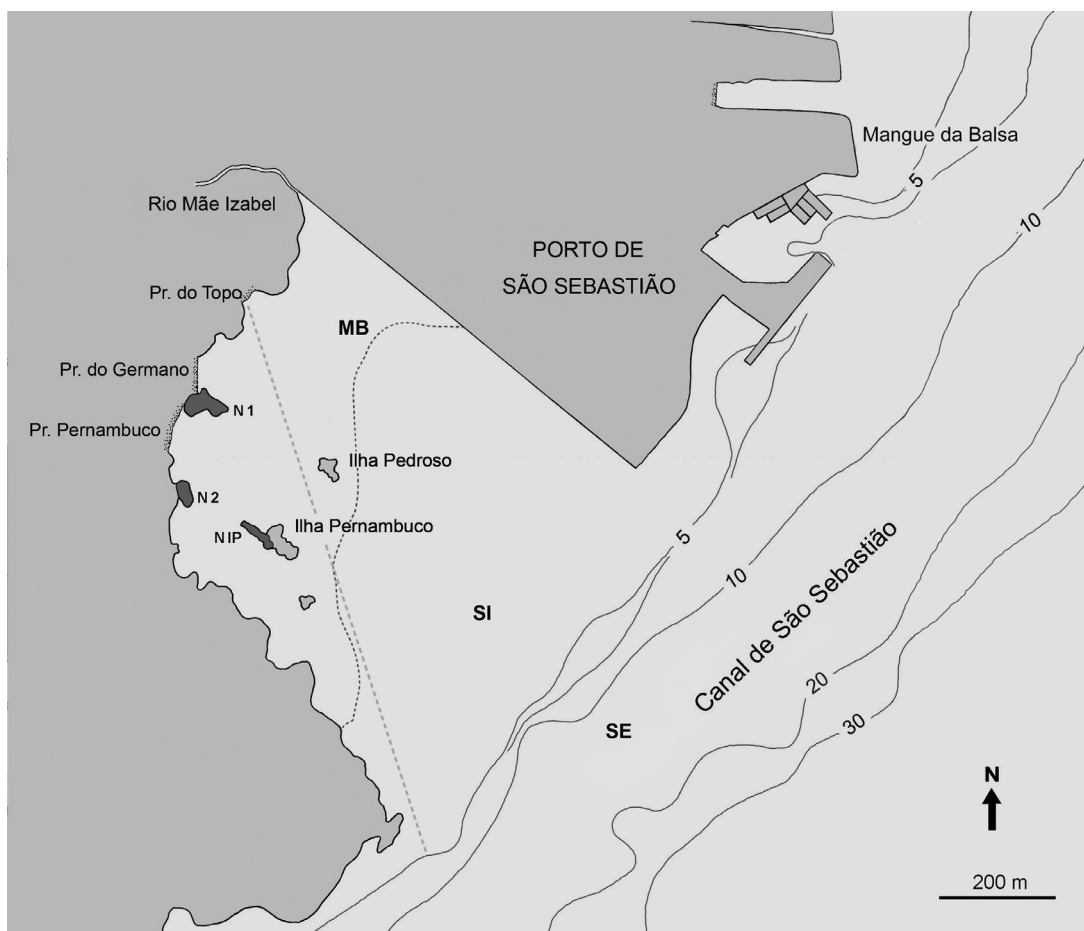 Mangue da Balsa
5
10
Rio Mãe Izabel
PORTO DE
SÃO SEBASTIÃO
Pr. do Topo
MB
Pr. do Germano
N 1
Pr. Pernambuco
Ilha Pedroso
N 2
Ilha Pernambuco
N IP
5
10
Canal de São Sebastião
SI
20
30
SE
N
200 m